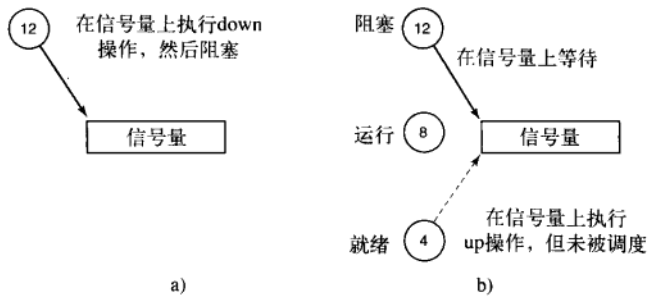 12
在信号量上执行down
操作，然后阻塞
信号量
a)
阻塞
12
在信号量上等待
运行
8
信号量
就绪
4
在信号量上执行
up操作，但未被调度
b)